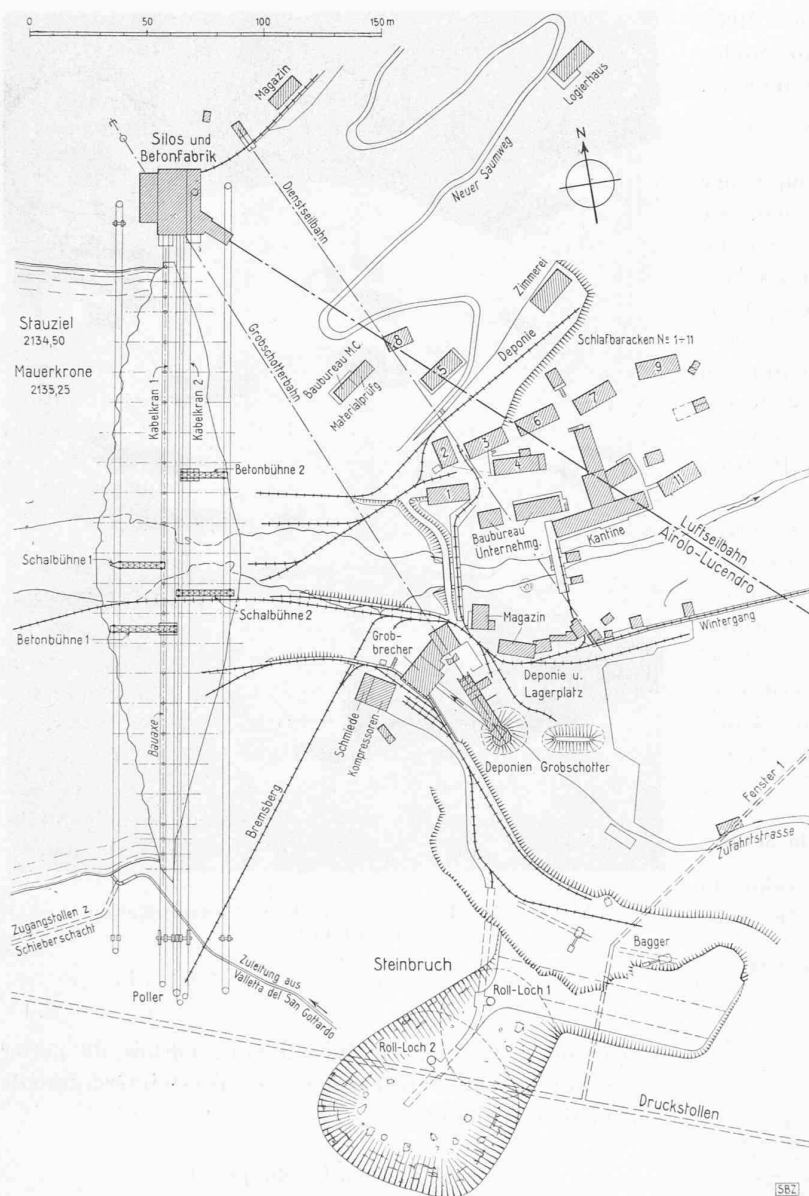 0 50 100 150 m
Magazin
Logierhaus
Silos und
Betonfabrik
N
Neuer Saumweg
Dienstseilbahn
Zimmerei
Grobschotterbahn
Stauziel
2134,50
Mauerkrone
2135,25
Kabelkran 1
Kabelkran 2
8
Baubureau M.C.
Materialprüfg
5
Deponie
Schlafbaracken No 1÷11
9
7
6
Betonbühne 2
2
3
4
1
11
Baubureau
Unternehmg.
Kantine
Luftseilbahn
Airolo-Lucendro
Schalbühne 1
Schalbühne 2
Betonbühne 1
Magazin
Wintergang
Grob-
brecher
Deponie u.
Lagerplatz
Bauaxe
Schmiede
Kompressoren
Deponien Grobschotter
Bremsberg
Fenster 1
Zufahrtstrasse
Zugangstollen z.
Schieberschacht
Zuleitung aus
Valletta del San Gottardo
Steinbruch
Bagger
Poller
Roll-Loch 1
Roll-Loch 2
Druckstollen
SBZ